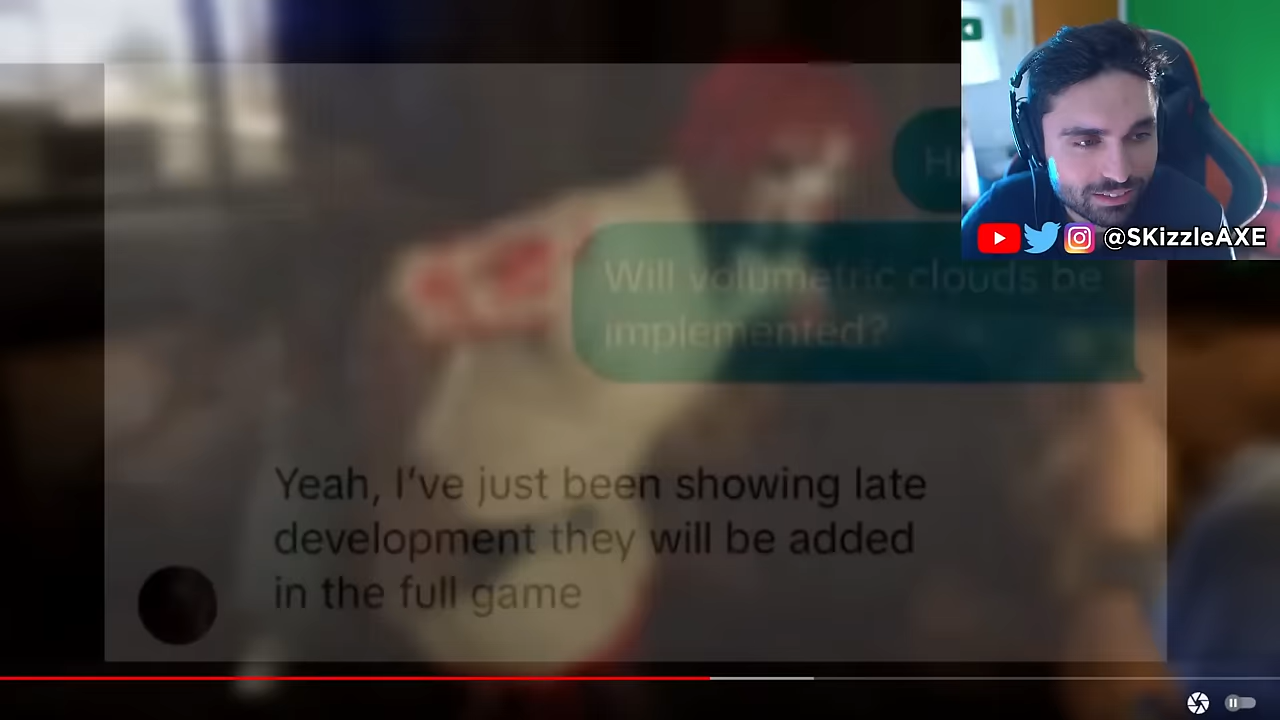 @SKizzleAXE
Will volumetric clouds be
implemented?
Yeah, I've just been showing late
development they will be added
in the full game